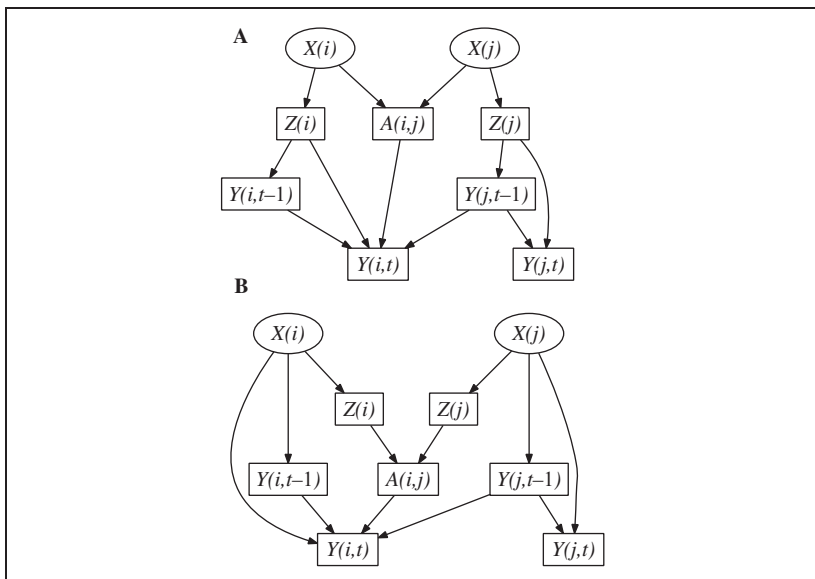 A
X(i) X(j)
Z(i) A(i,j) Z(j)
Y(i,t−1) Y(j,t−1)
Y(i,t) Y(j,t)
B
X(i) X(j)
Z(i) Z(j)
Y(i,t−1) A(i,j) Y(j,t−1)
Y(i,t) Y(j,t)